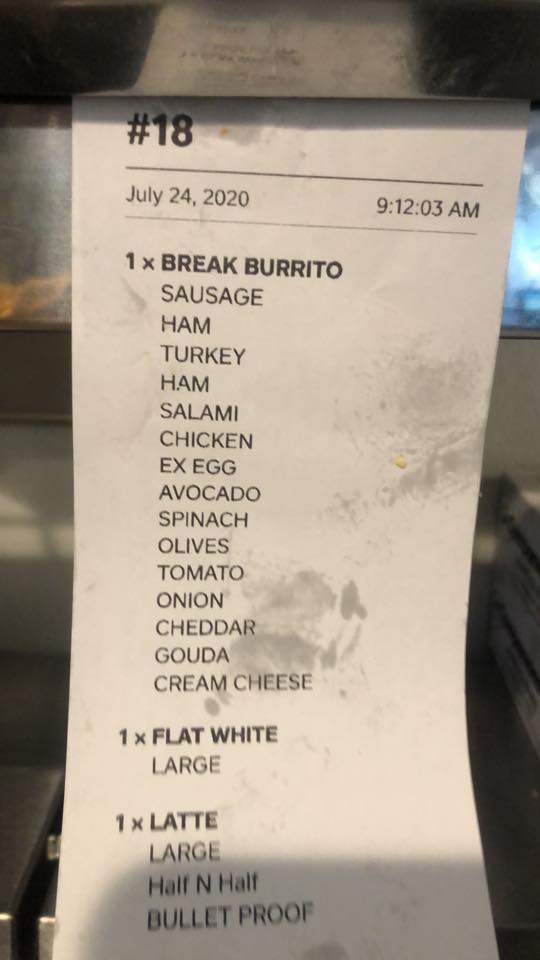 #18
July 24, 2020 9:12:03 AM
1 x BREAK BURRITO
SAUSAGE
HAM
TURKEY
HAM
SALAMI
CHICKEN
EX EGG
AVOCADO
SPINACH
OLIVES
TOMATO
ONION
CHEDDAR
GOUDA
CREAM CHEESE
1 x FLAT WHITE
LARGE
1 x LATTE
LARGE
Half N Half
BULLET PROOF